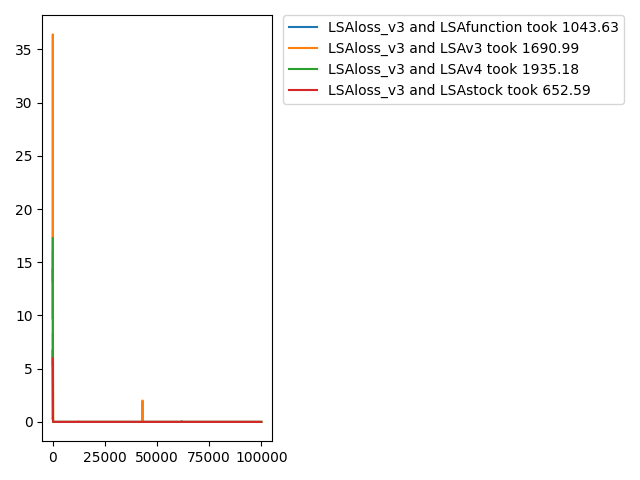 LSAloss_v3 and LSAfunction took 1043.63
LSAloss_v3 and LSAv3 took 1690.99
LSAloss_v3 and LSAv4 took 1935.18
LSAloss_v3 and LSAstock took 652.59
35
30
25
20
15
10
5
0
0 25000 50000 75000 100000